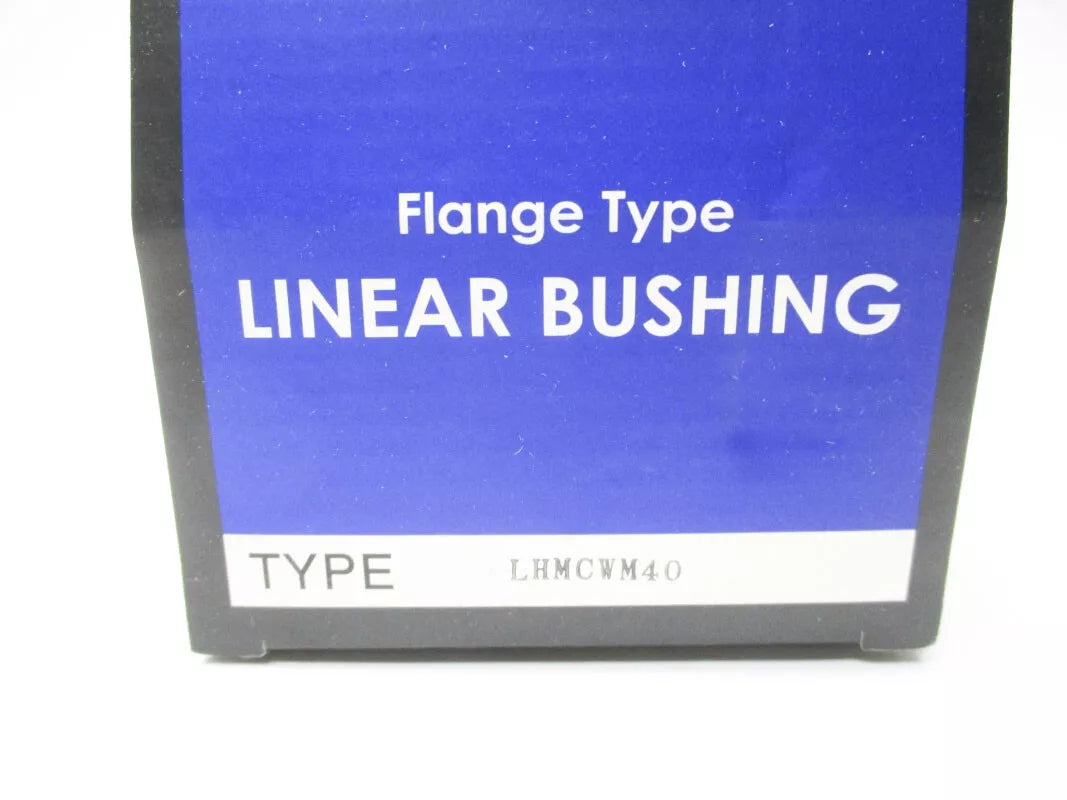 Flange Type
LINEAR BUSHING
TYPE LHMCWM40